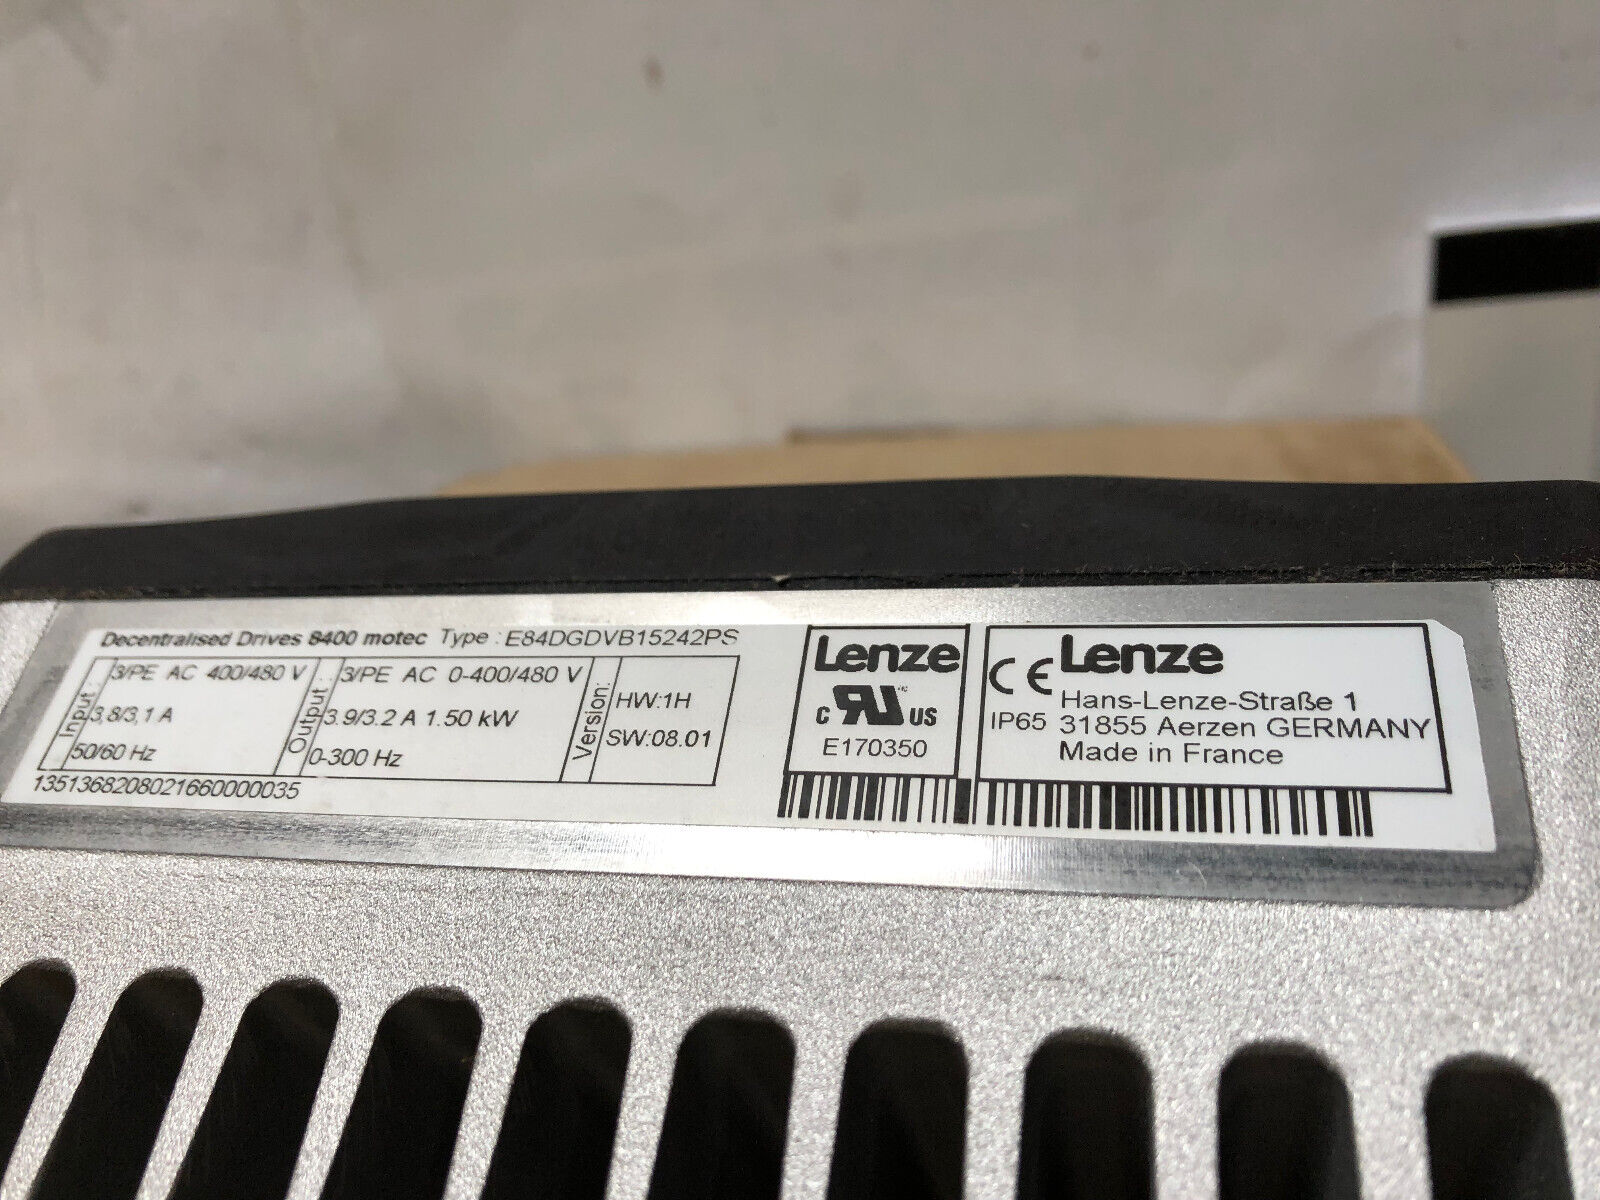 Decentralised Drives 8400 motec Type : E84DGDVB15242PS
Input :
3/PE AC 400/480 V
3,8/3,1 A
50/60 Hz
Output :
3/PE AC 0-400/480 V
3.9/3.2 A 1.50 kW
0-300 Hz
Version:
HW:1H
SW:08.01
13513682080216600000035
Lenze
c RU US
E170350
CE Lenze
Hans-Lenze-Straße 1
IP65 31855 Aerzen GERMANY
Made in France